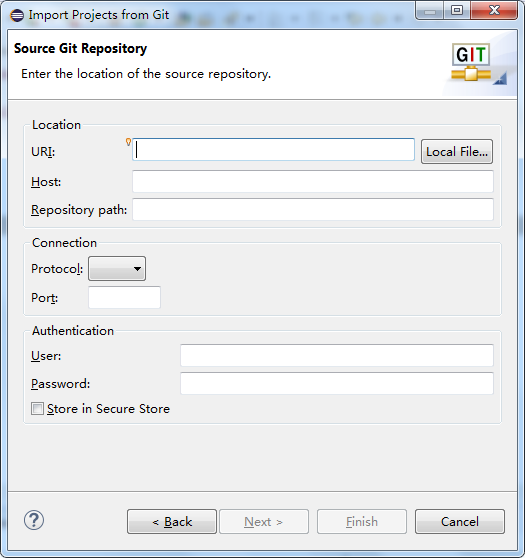 Import Projects from Git
Source Git Repository
Enter the location of the source repository.
GIT
Location
URI:
Local File...
Host:
Repository path:
Connection
Protocol:
Port:
Authentication
User:
Password:
Store in Secure Store
?
< Back
Next >
Finish
Cancel